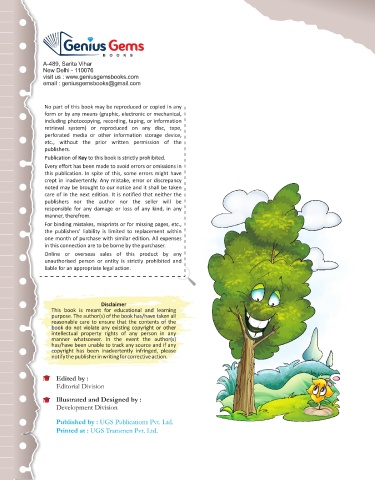 Genius Gems
BOOKS
A-489, Sarita Vihar
New Delhi - 110076
visit us : www.geniusgemsbooks.com
email : geniusgemsbooks@gmail.com
No part of this book may be reproduced or copied in any
form or by any means (graphic, electronic or mechanical,
including photocopying, recording, taping, or information
retrieval system) or reproduced on any disc, tape,
perforated media or other information storage device,
etc., without prior written permission of the
publishers.
Publication of Key to this book is strictly prohibited.
Every effort has been made to avoid errors or omissions in
this publication. In spite of this, some errors might have
crept in inadvertently. Any mistake, error or discrepancy
noted may be brought to our notice and it shall be taken
care of in the next edition. It is notified that neither the
publishers nor the author nor the seller will be
responsible for any damage or loss of any kind, in any
manner, therefrom.
For binding mistakes, misprints or for missing pages, etc.,
the publishers' liability is limited to replacement within
one month of purchase with similar edition. All expenses
in this connection are to be borne by the purchaser.
Online or overseas sales of this product by any
unauthorised person or entity is strictly prohibited and
liable for an appropriate legal action.
Disclaimer
This book is meant for educational and learning
purpose. The author(s) of the book has/have taken all
reasonable care to ensure that the contents of the
book do not violate any existing copyright or other
intellectual property rights of any person in any
manner whatsoever. In the event the author(s)
has/have been unable to track any source and if any
copyright has been inadvertently infringed, please
notify the publisher in writing for corrective action.
Edited by :
Editorial Division
Illustrated and Designed by :
Development Division
Published by : UGS Publications Pvt. Ltd.
Printed at : UGS Transmen Pvt. Ltd.